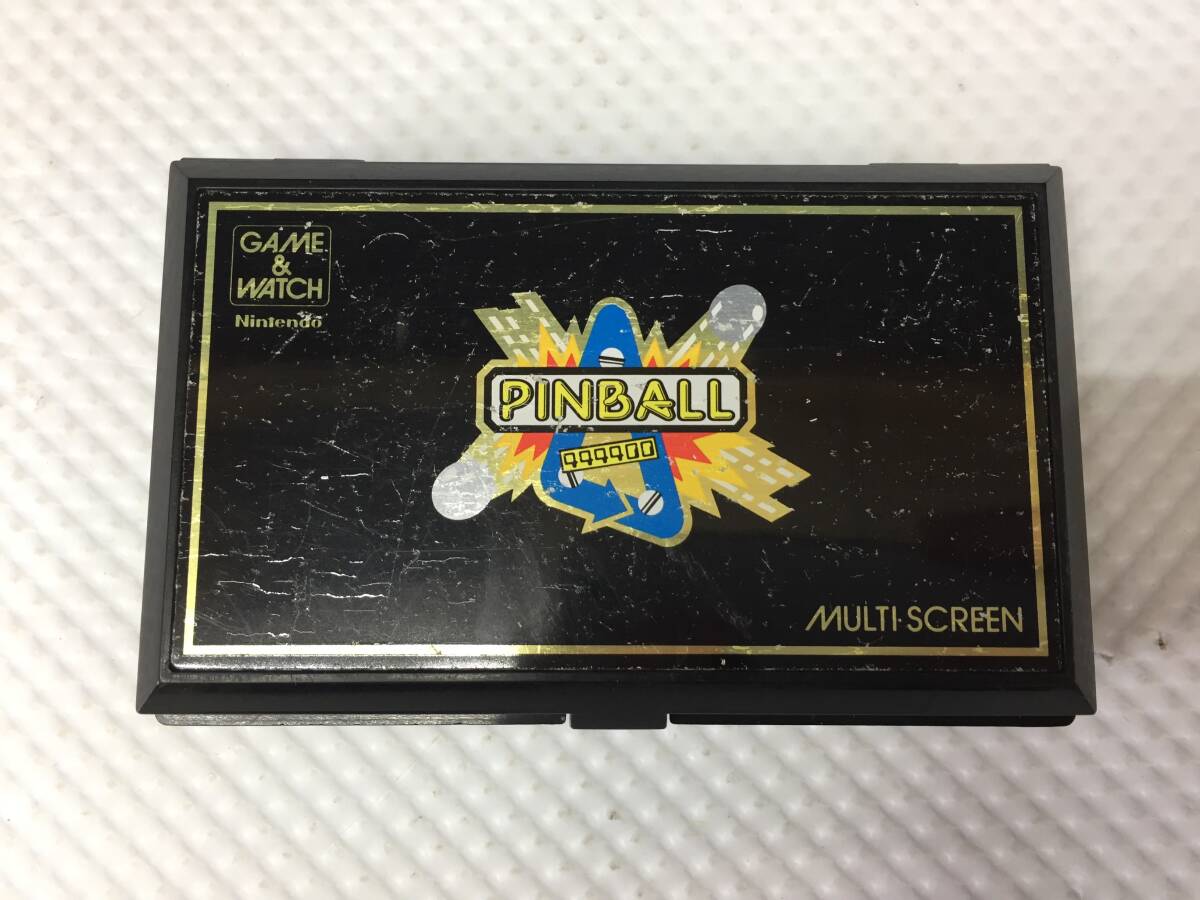 GAME
&
WATCH
Nintendo
PINBALL
999900
MULTI·SCREEN